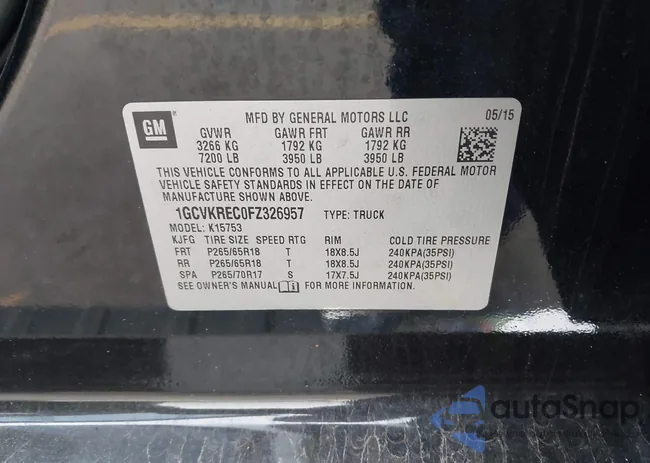 GM
MFD BY GENERAL MOTORS LLC 05/15
GVWR GAWR FRT GAWR RR
3266 KG 1792 KG 1792 KG
7200 LB 3950 LB 3950 LB
THIS VEHICLE CONFORMS TO ALL APPLICABLE U.S. FEDERAL MOTOR
VEHICLE SAFETY STANDARDS IN EFFECT ON THE DATE OF
MANUFACTURE SHOWN ABOVE.
1GCVKREC0FZ326957 TYPE: TRUCK
MODEL: K15753
KJFG TIRE SIZE SPEED RTG RIM COLD TIRE PRESSURE
FRT P265/65R18 T 18X8.5J 240KPA(35PSI)
RR P265/65R18 T 18X8.5J 240KPA(35PSI)
SPA P265/70R17 S 17X7.5J 240KPA(35PSI)
SEE OWNER'S MANUAL i FOR MORE INFORMATION.
autoSnap